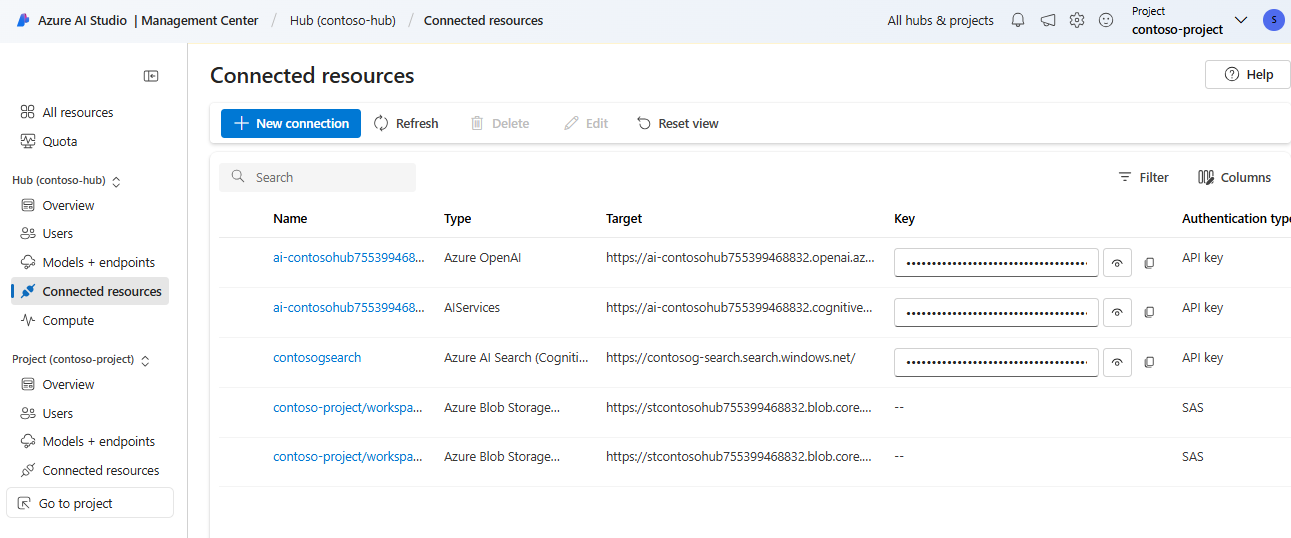 Azure AI Studio | Management Center / Hub (contoso-hub) / Connected resources All hubs & projects Project
contoso-project S
Connected resources Help
New connection Refresh Delete Edit Reset view
All resources
Quota
Hub (contoso-hub)
Overview
Users
Models + endpoints
Connected resources
Compute
Project (contoso-project)
Overview
Users
Models + endpoints
Connected resources
Go to project
Search Filter Columns
Name Type Target Key Authentication type
ai-contosohub755399468... Azure OpenAI https://ai-contosohub755399468832.openai.az... API key
ai-contosohub755399468... AIServices https://ai-contosohub755399468832.cognitive... API key
contosogsearch Azure AI Search (Cogniti... https://contosog-search.search.windows.net/ API key
contoso-project/workspa... Azure Blob Storage... https://stcontosohub755399468832.blob.core.... -- SAS
contoso-project/workspa... Azure Blob Storage... https://stcontosohub755399468832.blob.core.... -- SAS